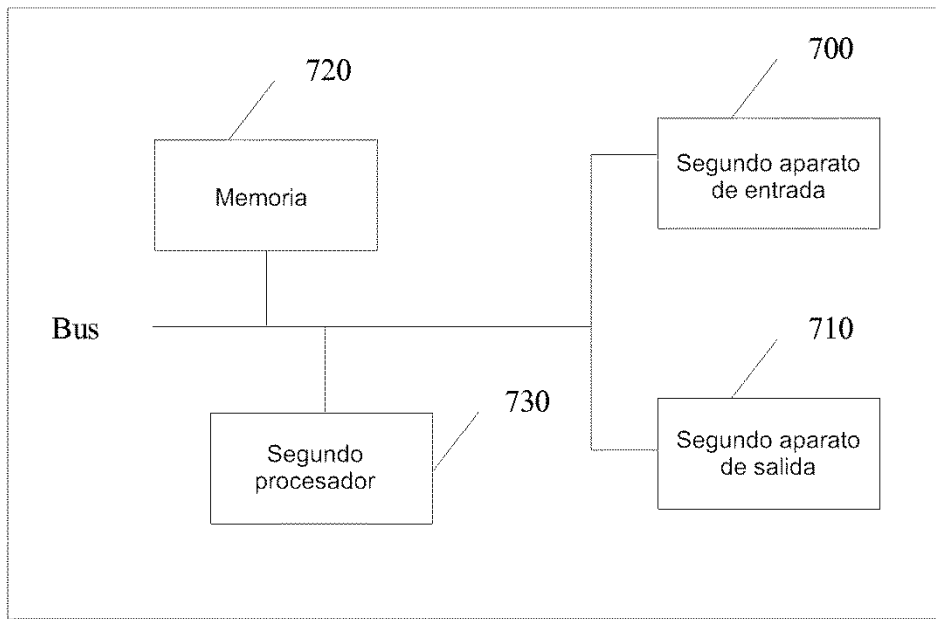 720
700
Memoria
Segundo aparato
de entrada
Bus
710
730
Segundo
procesador
Segundo aparato
de salida